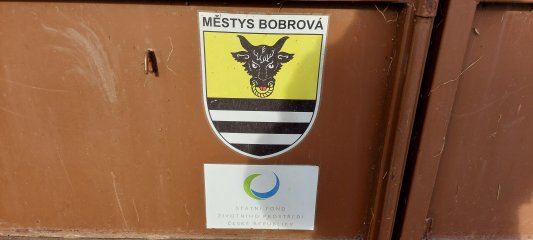 MĚSTYS BOBROVÁ
STÁTNÍ FOND
ŽIVOTNÍHO PROSTŘEDÍ
ČESKÉ REPUBLIKY